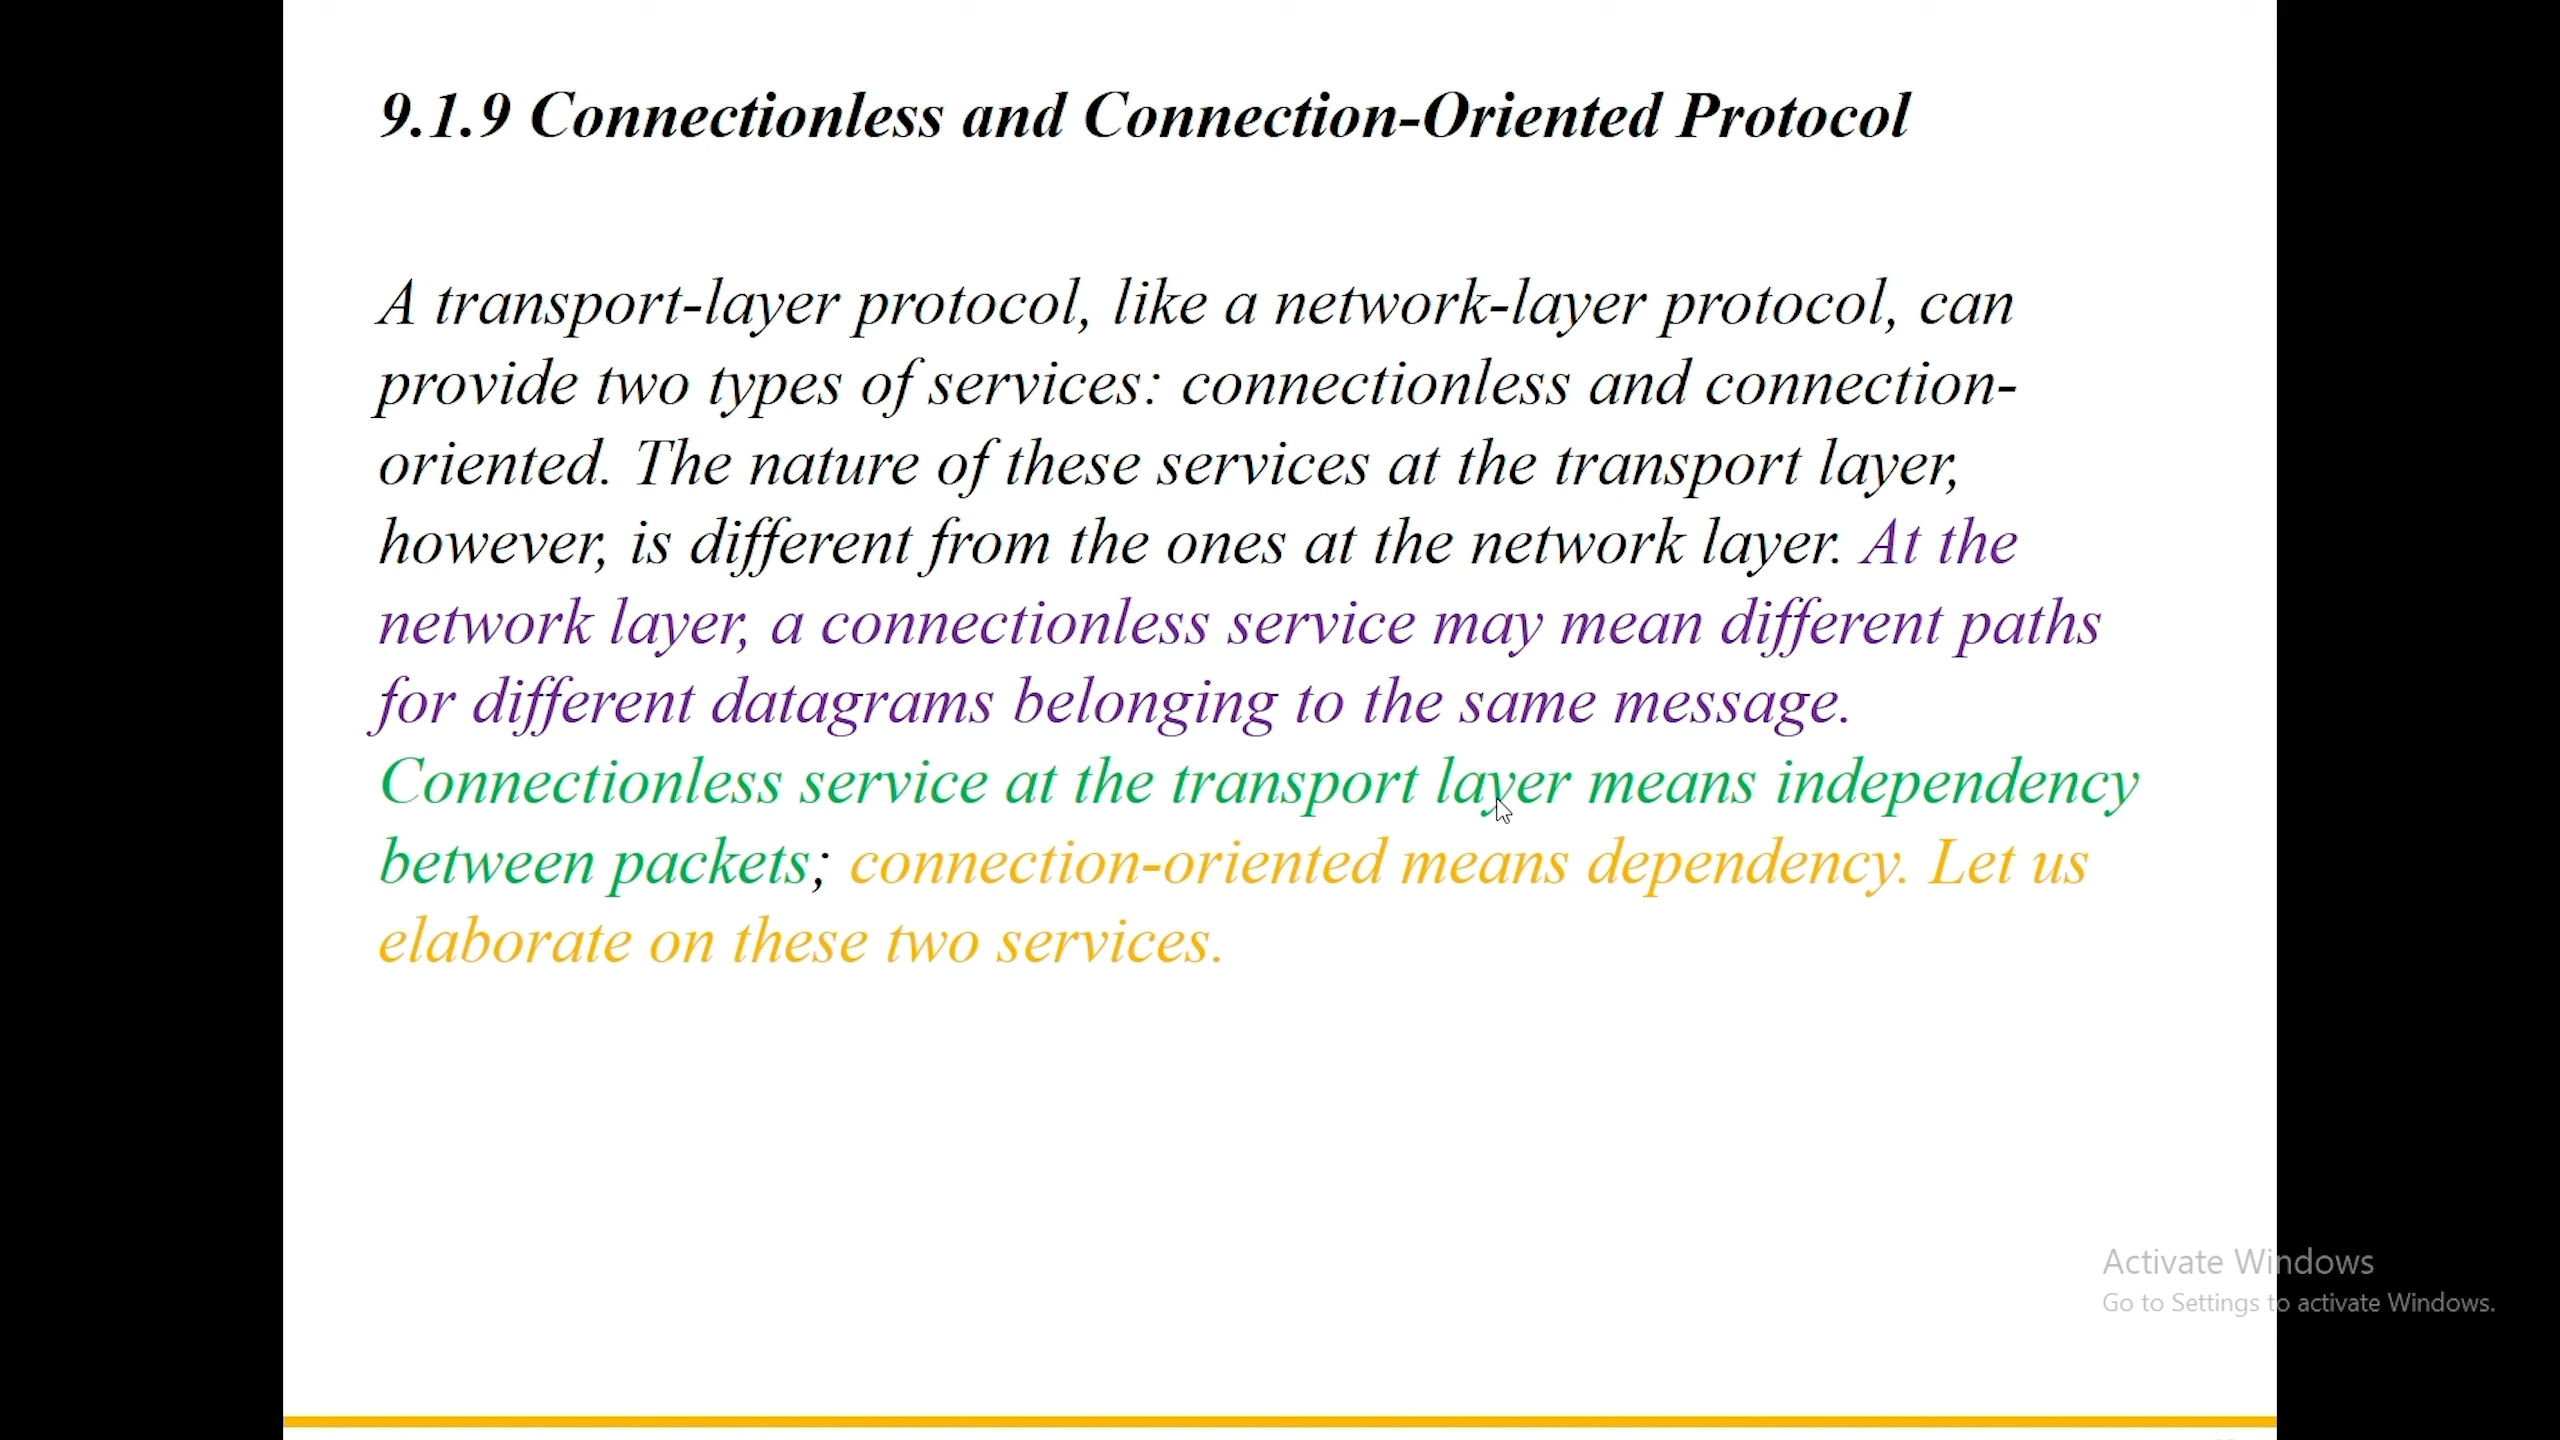 9.1.9 Connectionless and Connection-Oriented Protocol
A transport-layer protocol, like a network-layer protocol, can
provide two types of services: connectionless and connection-
oriented. The nature of these services at the transport layer,
however, is different from the ones at the network layer. At the
network layer, a connectionless service may mean different paths
for different datagrams belonging to the same message.
Connectionless service at the transport layer means independency
between packets; connection-oriented means dependency. Let us
elaborate on these two services.
Activate Windows
Go to Settings to activate Windows.